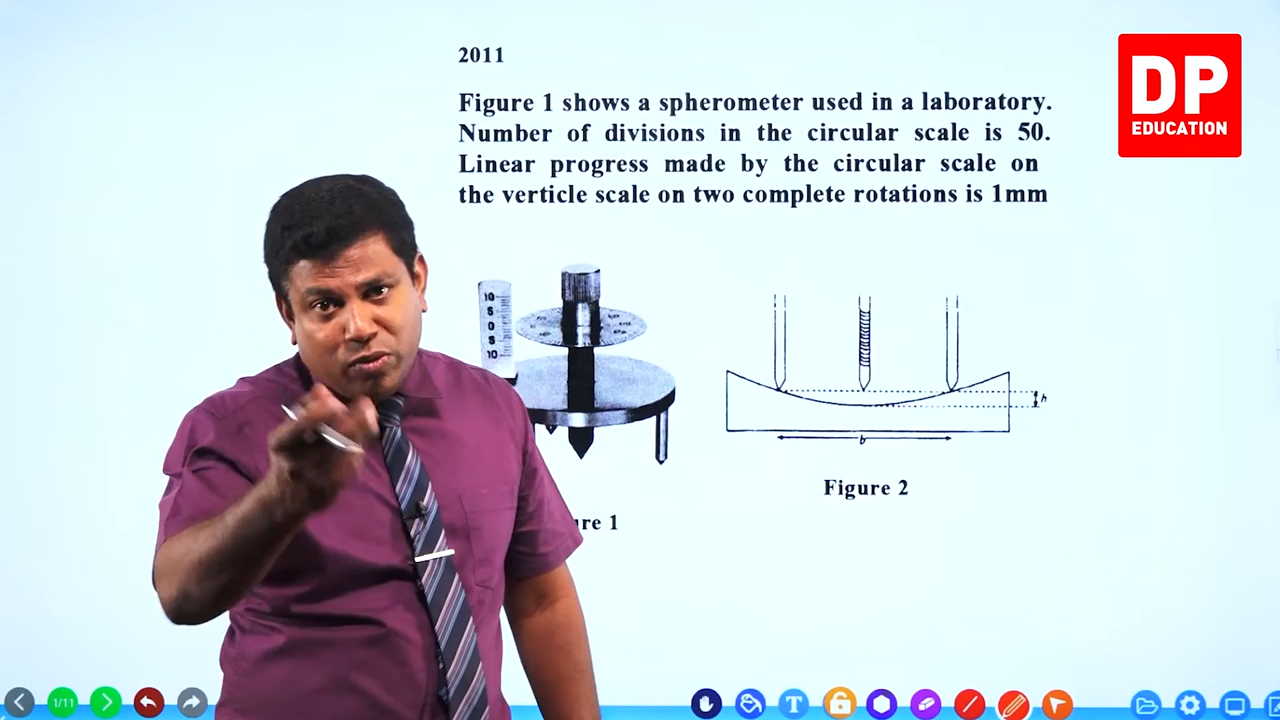 2011
Figure 1 shows a spherometer used in a laboratory.
Number of divisions in the circular scale is 50.
Linear progress made by the circular scale on
the verticle scale on two complete rotations is 1mm
DP
EDUCATION
10
5
0
5
10
h
b
Figure 2
ure 1
1/11
T